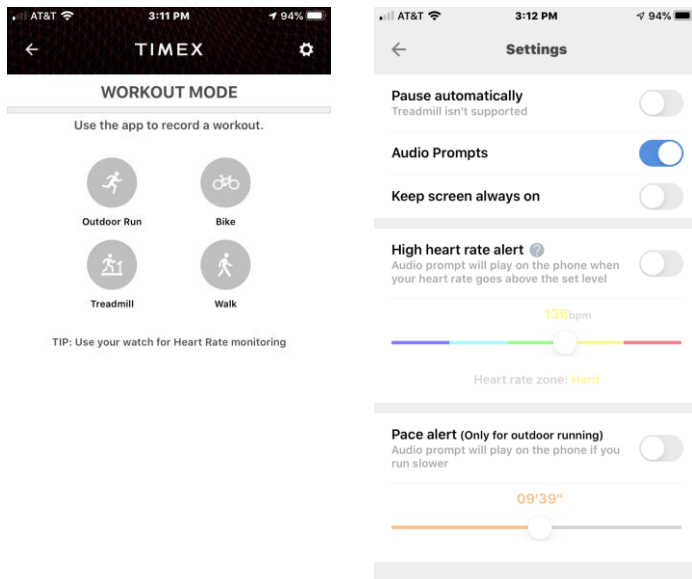 AT&T 3:11 PM 94%
TIMEX
WORKOUT MODE
Use the app to record a workout.
Outdoor Run Bike
Treadmill Walk
TIP: Use your watch for Heart Rate monitoring
AT&T 3:12 PM 94%
Settings
Pause automatically
Treadmill isn't supported
Audio Prompts
Keep screen always on
High heart rate alert ?
Audio prompt will play on the phone when
your heart rate goes above the set level
136bpm
Heart rate zone: Hard
Pace alert (Only for outdoor running)
Audio prompt will play on the phone if you
run slower
09'39"